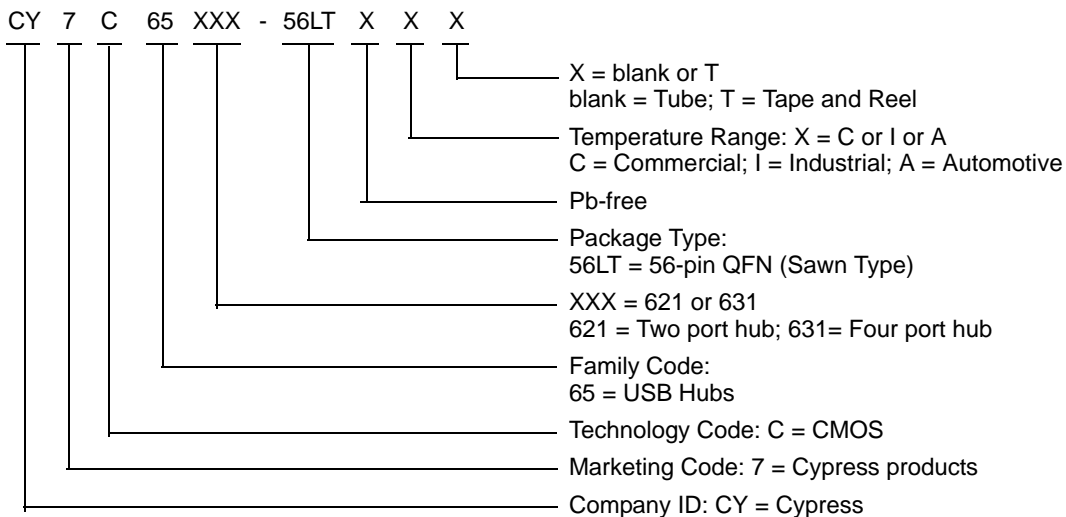 CY 7 C 65 XXX - 56LT X X X
X = blank or T
blank = Tube; T = Tape and Reel
Temperature Range: X = C or I or A
C = Commercial; I = Industrial; A = Automotive
Pb-free
Package Type:
56LT = 56-pin QFN (Sawn Type)
XXX = 621 or 631
621 = Two port hub; 631= Four port hub
Family Code:
65 = USB Hubs
Technology Code: C = CMOS
Marketing Code: 7 = Cypress products
Company ID: CY = Cypress